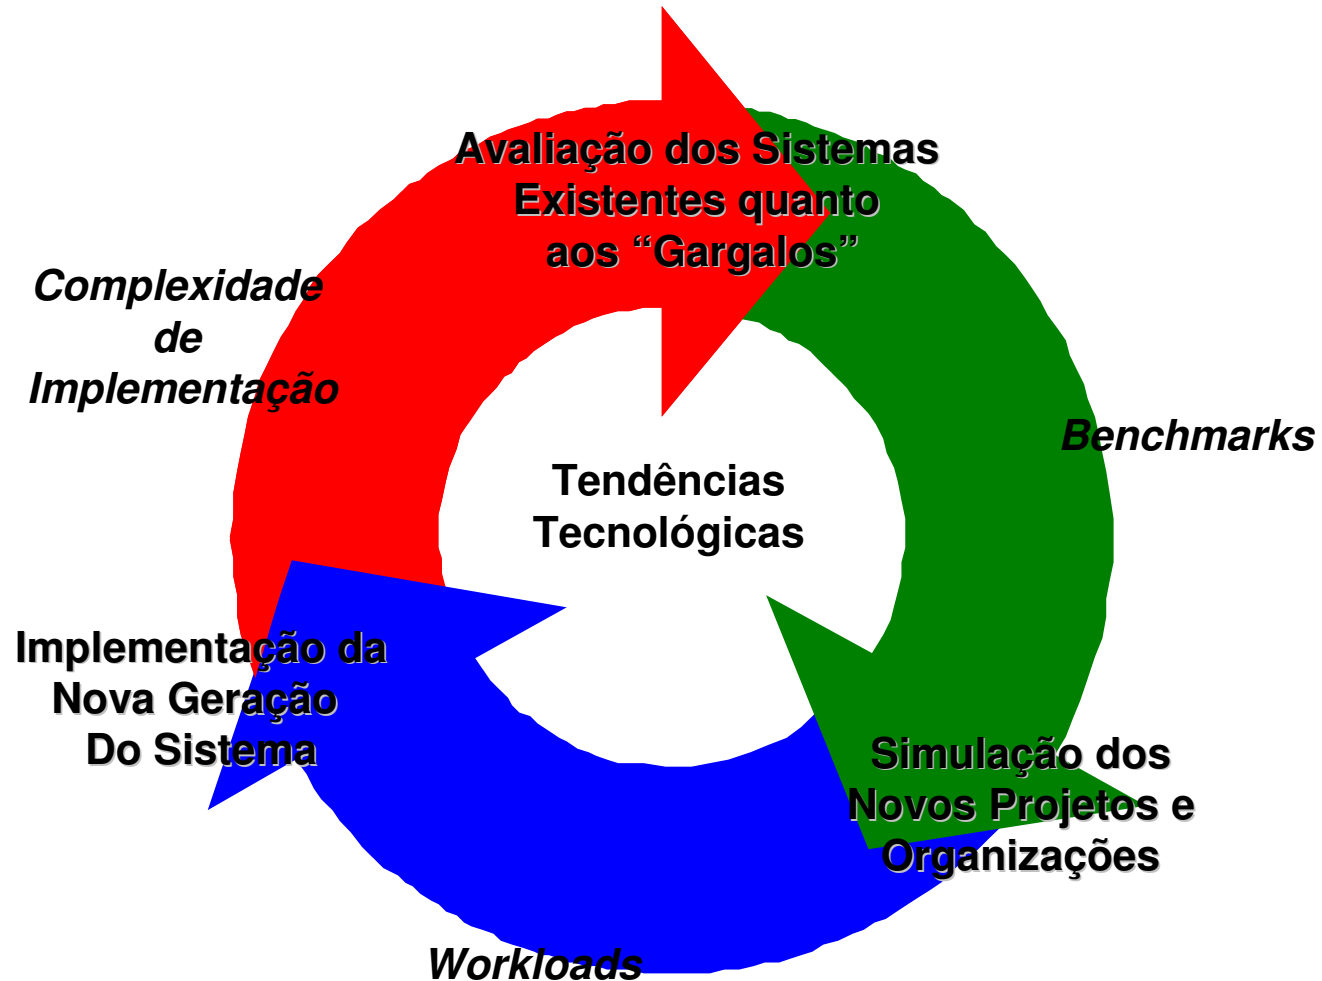 Avaliação dos Sistemas
Existentes quanto
aos “Gargalos”
Complexidade
de
Implementação
Benchmarks
Tendências
Tecnológicas
Implementação da
Nova Geração
Do Sistema
Simulação dos
Novos Projetos e
Organizações
Workloads